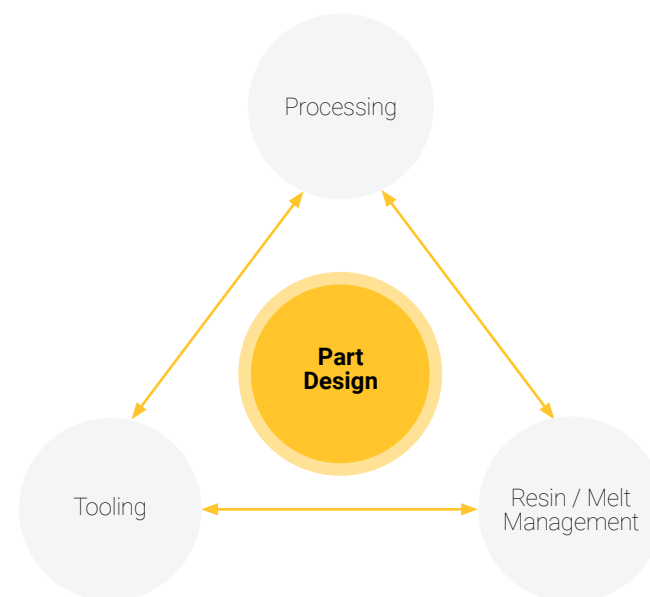 Processing
Part
Design
Tooling
Resin / Melt
Management